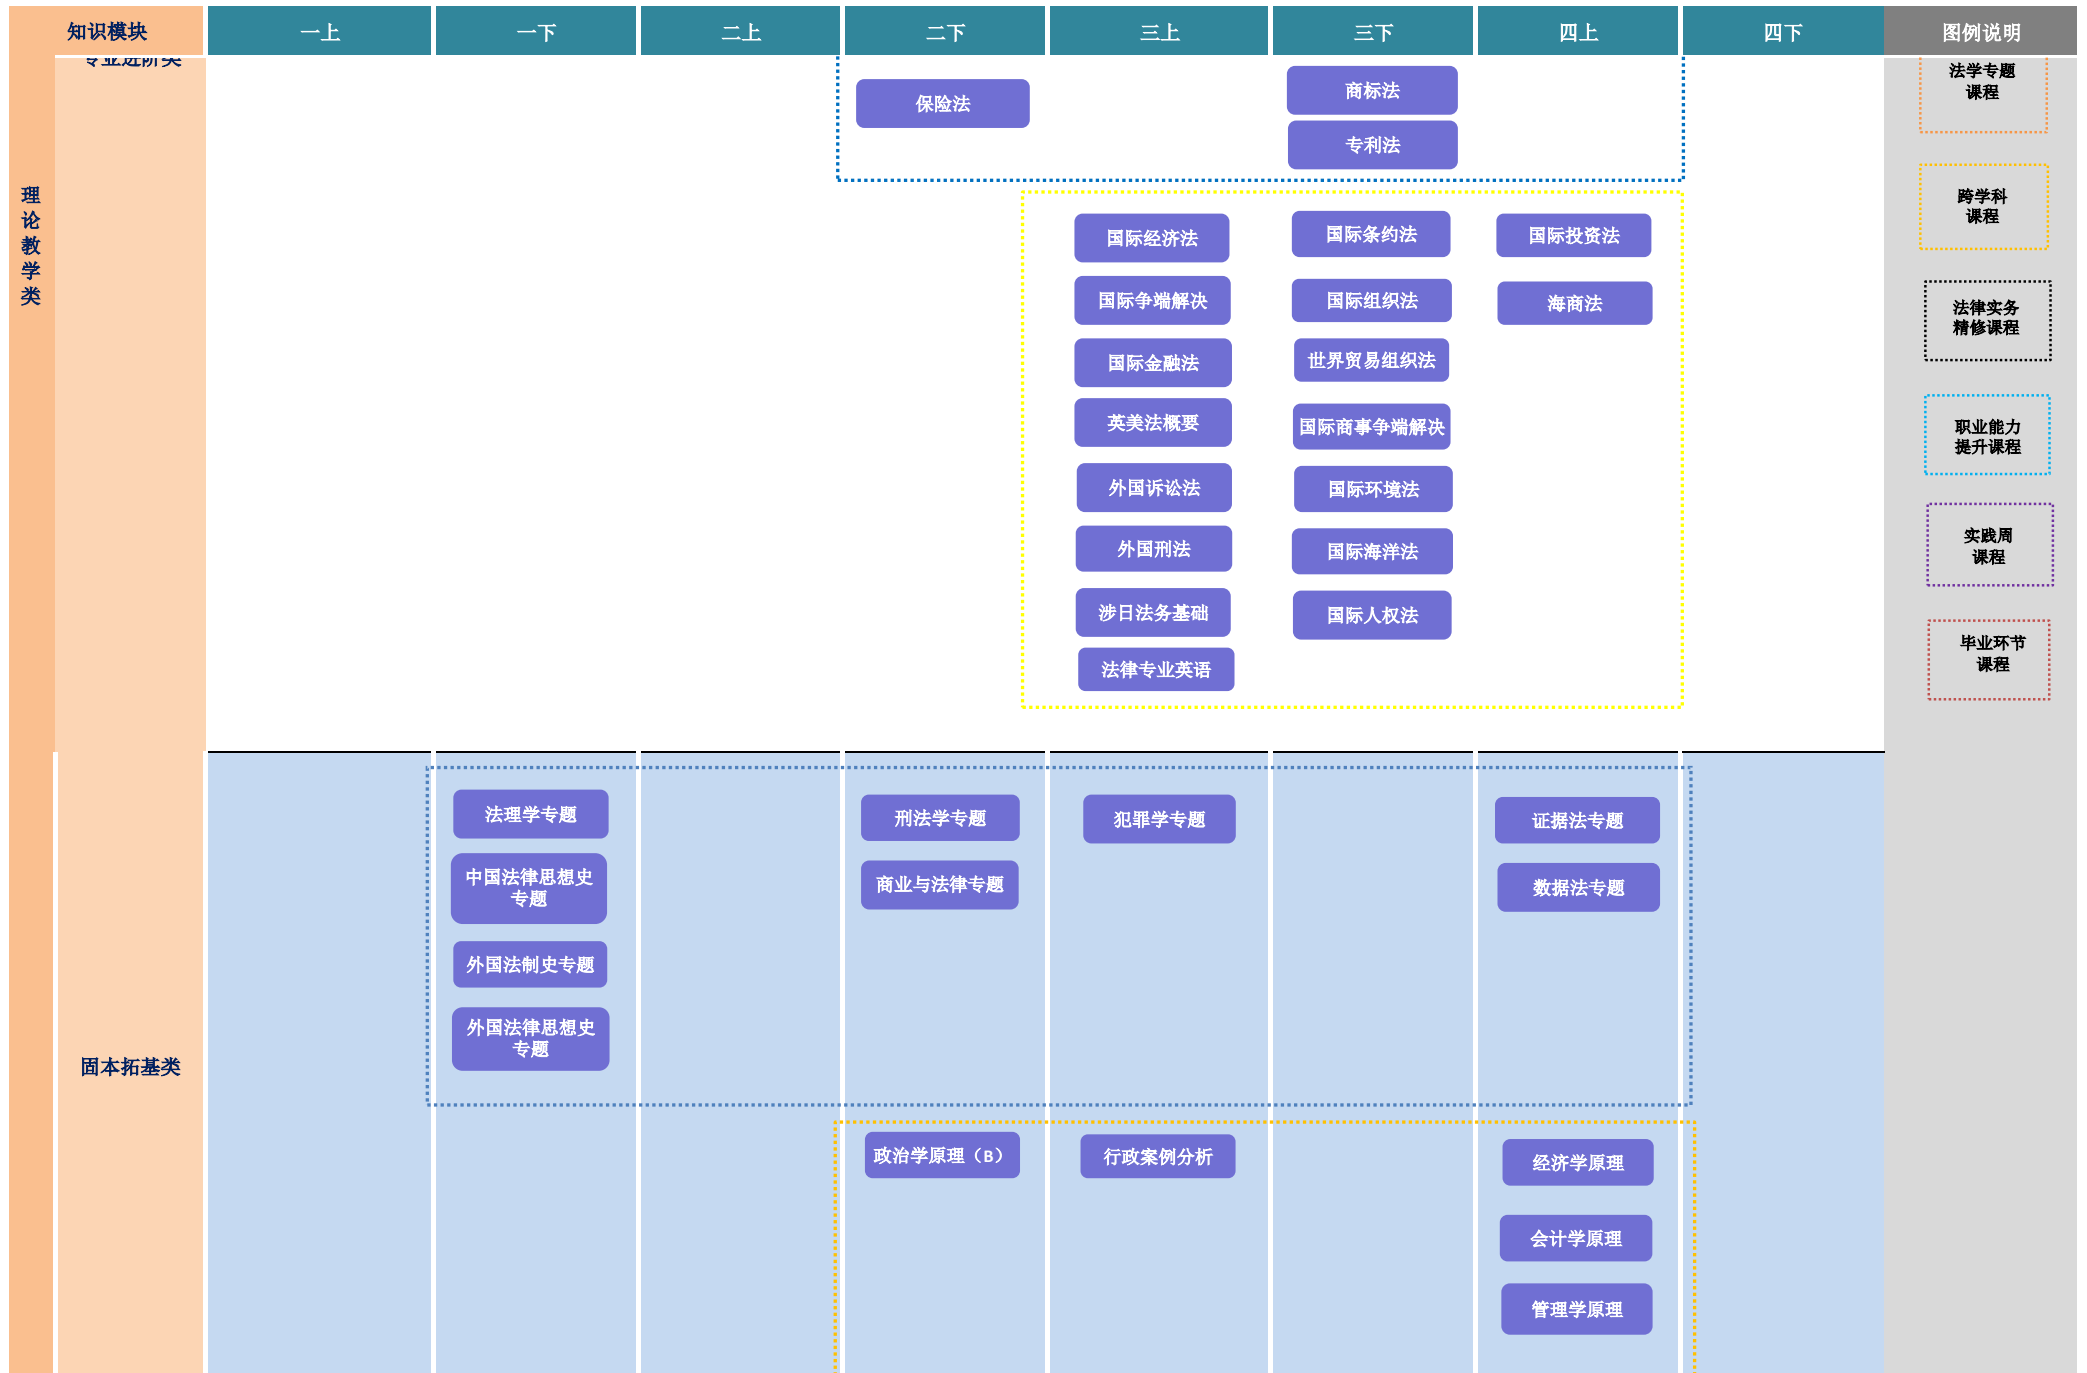 知识模块
一上
一下
二上
二下
三上
三下
四上
四下
图例说明
专业进阶类
理
论
教
学
类
保险法
商标法
专利法
国际经济法
国际条约法
国际投资法
国际争端解决
国际组织法
海商法
国际金融法
世界贸易组织法
英美法概要
国际商事争端解决
外国诉讼法
国际环境法
外国刑法
国际海洋法
涉日法务基础
国际人权法
法律专业英语
固本拓基类
法理学专题
刑法学专题
犯罪学专题
证据法专题
中国法律思想史
专题
商业与法律专题
数据法专题
外国法制史专题
外国法律思想史
专题
政治学原理（B）
行政案例分析
经济学原理
会计学原理
管理学原理
法学专题
课程
跨学科
课程
法律实务
精修课程
职业能力
提升课程
实践周
课程
毕业环节
课程